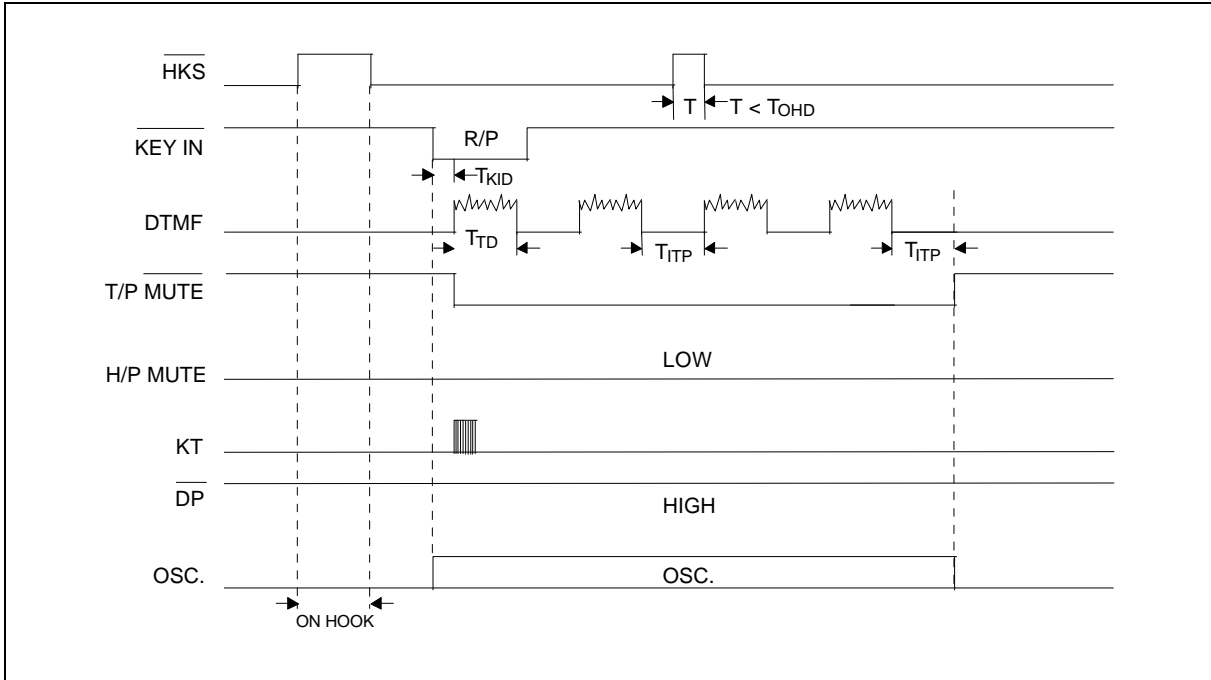 HKS
T T < TOHD
KEY IN R/P
TKID
DTMF
TTD TITP TITP
T/P MUTE
LOW
H/P MUTE
KT
DP
HIGH
OSC. OSC.
ON HOOK